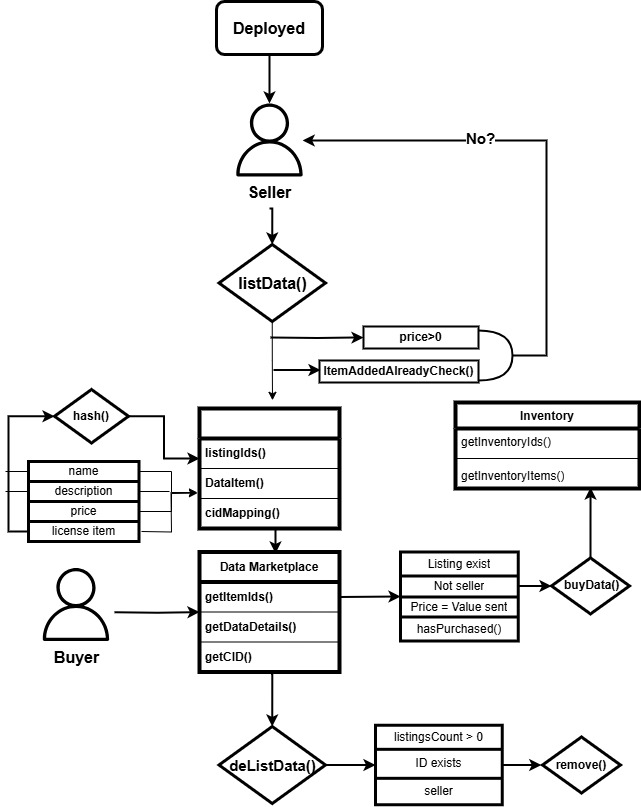 Deployed
No?
Seller
listData()
price>0
ItemAddedAlreadyCheck()
hash()
Inventory
listingIds()
getInventoryIds()
name
DataItem()
getInventoryItems()
description
price
cidMapping()
license item
Data Marketplace
Listing exist
Not seller
buyData()
getItemIds()
Price = Value sent
getDataDetails()
hasPurchased()
Buyer
getCID()
listingsCount > 0
deListData()
ID exists
remove()
seller